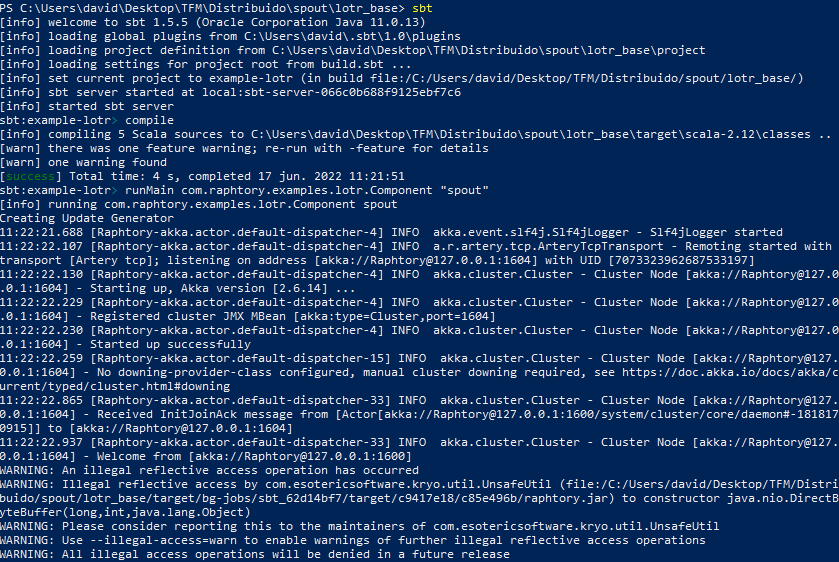 PS C:\Users\david\Desktop\TFM\Distribuido\spout\lotr_base> sbt
[info] welcome to sbt 1.5.5 (Oracle Corporation Java 11.0.13)
[info] loading global plugins from C:\Users\david\.sbt\1.0\plugins
[info] loading project definition from C:\Users\david\Desktop\TFM\Distribuido\spout\lotr_base\project
[info] loading settings for project root from build.sbt ...
[info] set current project to example-lotr (in build file:/C:/Users/david/Desktop/TFM/Distribuido/spout/lotr_base/)
[info] sbt server started at local:sbt-server-066c0b688f9125ebf7c6
[info] started sbt server
sbt:example-lotr> compile
[info] compiling 5 Scala sources to C:\Users\david\Desktop\TFM\Distribuido\spout\lotr_base\target\scala-2.12\classes ..
[warn] there was one feature warning; re-run with -feature for details
[warn] one warning found
[success] Total time: 4 s, completed 17 jun. 2022 11:21:51
sbt:example-lotr> runMain com.raphtory.examples.lotr.Component "spout"
[info] running com.raphtory.examples.lotr.Component spout
Creating Update Generator
11:22:21.688 [Raphtory-akka.actor.default-dispatcher-4] INFO  akka.event.slf4j.Slf4jLogger - Slf4jLogger started
11:22:22.107 [Raphtory-akka.actor.default-dispatcher-4] INFO  a.r.artery.tcp.ArteryTcpTransport - Remoting started with
transport [Artery tcp]; listening on address [akka://Raphtory@127.0.0.1:1604] with UID [7073323962687533197]
11:22:22.130 [Raphtory-akka.actor.default-dispatcher-4] INFO  akka.cluster.Cluster - Cluster Node [akka://Raphtory@127.
0.0.1:1604] - Starting up, Akka version [2.6.14] ...
11:22:22.229 [Raphtory-akka.actor.default-dispatcher-4] INFO  akka.cluster.Cluster - Cluster Node [akka://Raphtory@127.
0.0.1:1604] - Registered cluster JMX MBean [akka:type=Cluster,port=1604]
11:22:22.230 [Raphtory-akka.actor.default-dispatcher-4] INFO  akka.cluster.Cluster - Cluster Node [akka://Raphtory@127.
0.0.1:1604] - Started up successfully
11:22:22.259 [Raphtory-akka.actor.default-dispatcher-15] INFO  akka.cluster.Cluster - Cluster Node [akka://Raphtory@127.
0.0.1:1604] - No downing-provider-class configured, manual cluster downing required, see https://doc.akka.io/docs/akka/c
urrent/typed/cluster.html#downing
11:22:22.865 [Raphtory-akka.actor.default-dispatcher-33] INFO  akka.cluster.Cluster - Cluster Node [akka://Raphtory@127.
0.0.1:1604] - Received InitJoinAck message from [Actor[akka://Raphtory@127.0.0.1:1600/system/cluster/core/daemon#-181817
0915]] to [akka://Raphtory@127.0.0.1:1604]
11:22:22.937 [Raphtory-akka.actor.default-dispatcher-33] INFO  akka.cluster.Cluster - Cluster Node [akka://Raphtory@127.
0.0.1:1604] - Welcome from [akka://Raphtory@127.0.0.1:1600]
WARNING: An illegal reflective access operation has occurred
WARNING: Illegal reflective access by com.esotericsoftware.kryo.util.UnsafeUtil (file:/C:/Users/david/Desktop/TFM/Distri
buido/spout/lotr_base/target/bg-jobs/sbt_62d14bf7/target/c9417e18/c85e496b/raphtory.jar) to constructor java.nio.DirectB
yteBuffer(long,int,java.lang.Object)
WARNING: Please consider reporting this to the maintainers of com.esotericsoftware.kryo.util.UnsafeUtil
WARNING: Use --illegal-access=warn to enable warnings of further illegal reflective access operations
WARNING: All illegal access operations will be denied in a future release